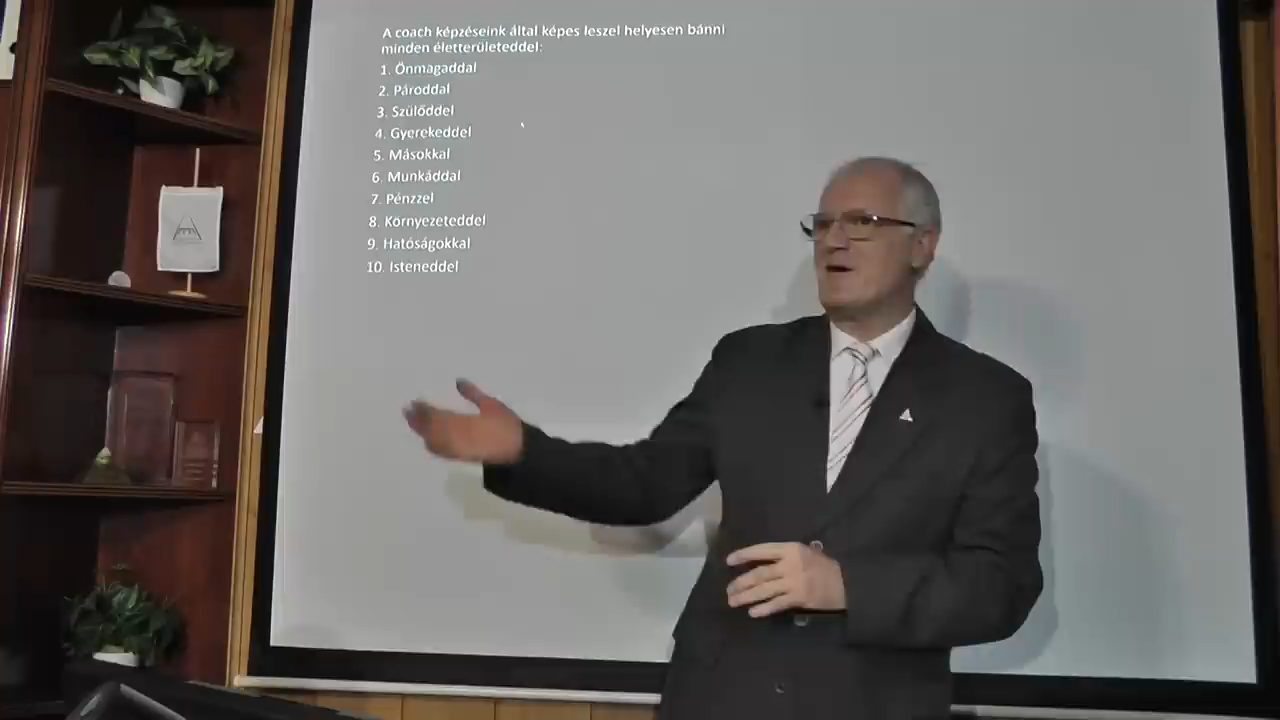 A coach képzéseink által képes leszel helyesen bánni
minden életterületeddel:
1. Önmagaddal
2. Pároddal
3. Szülőddel
4. Gyerekeddel
5. Másokkal
6. Munkáddal
7. Pénzzel
8. Környezeteddel
9. Hatóságokkal
10. Isteneddel